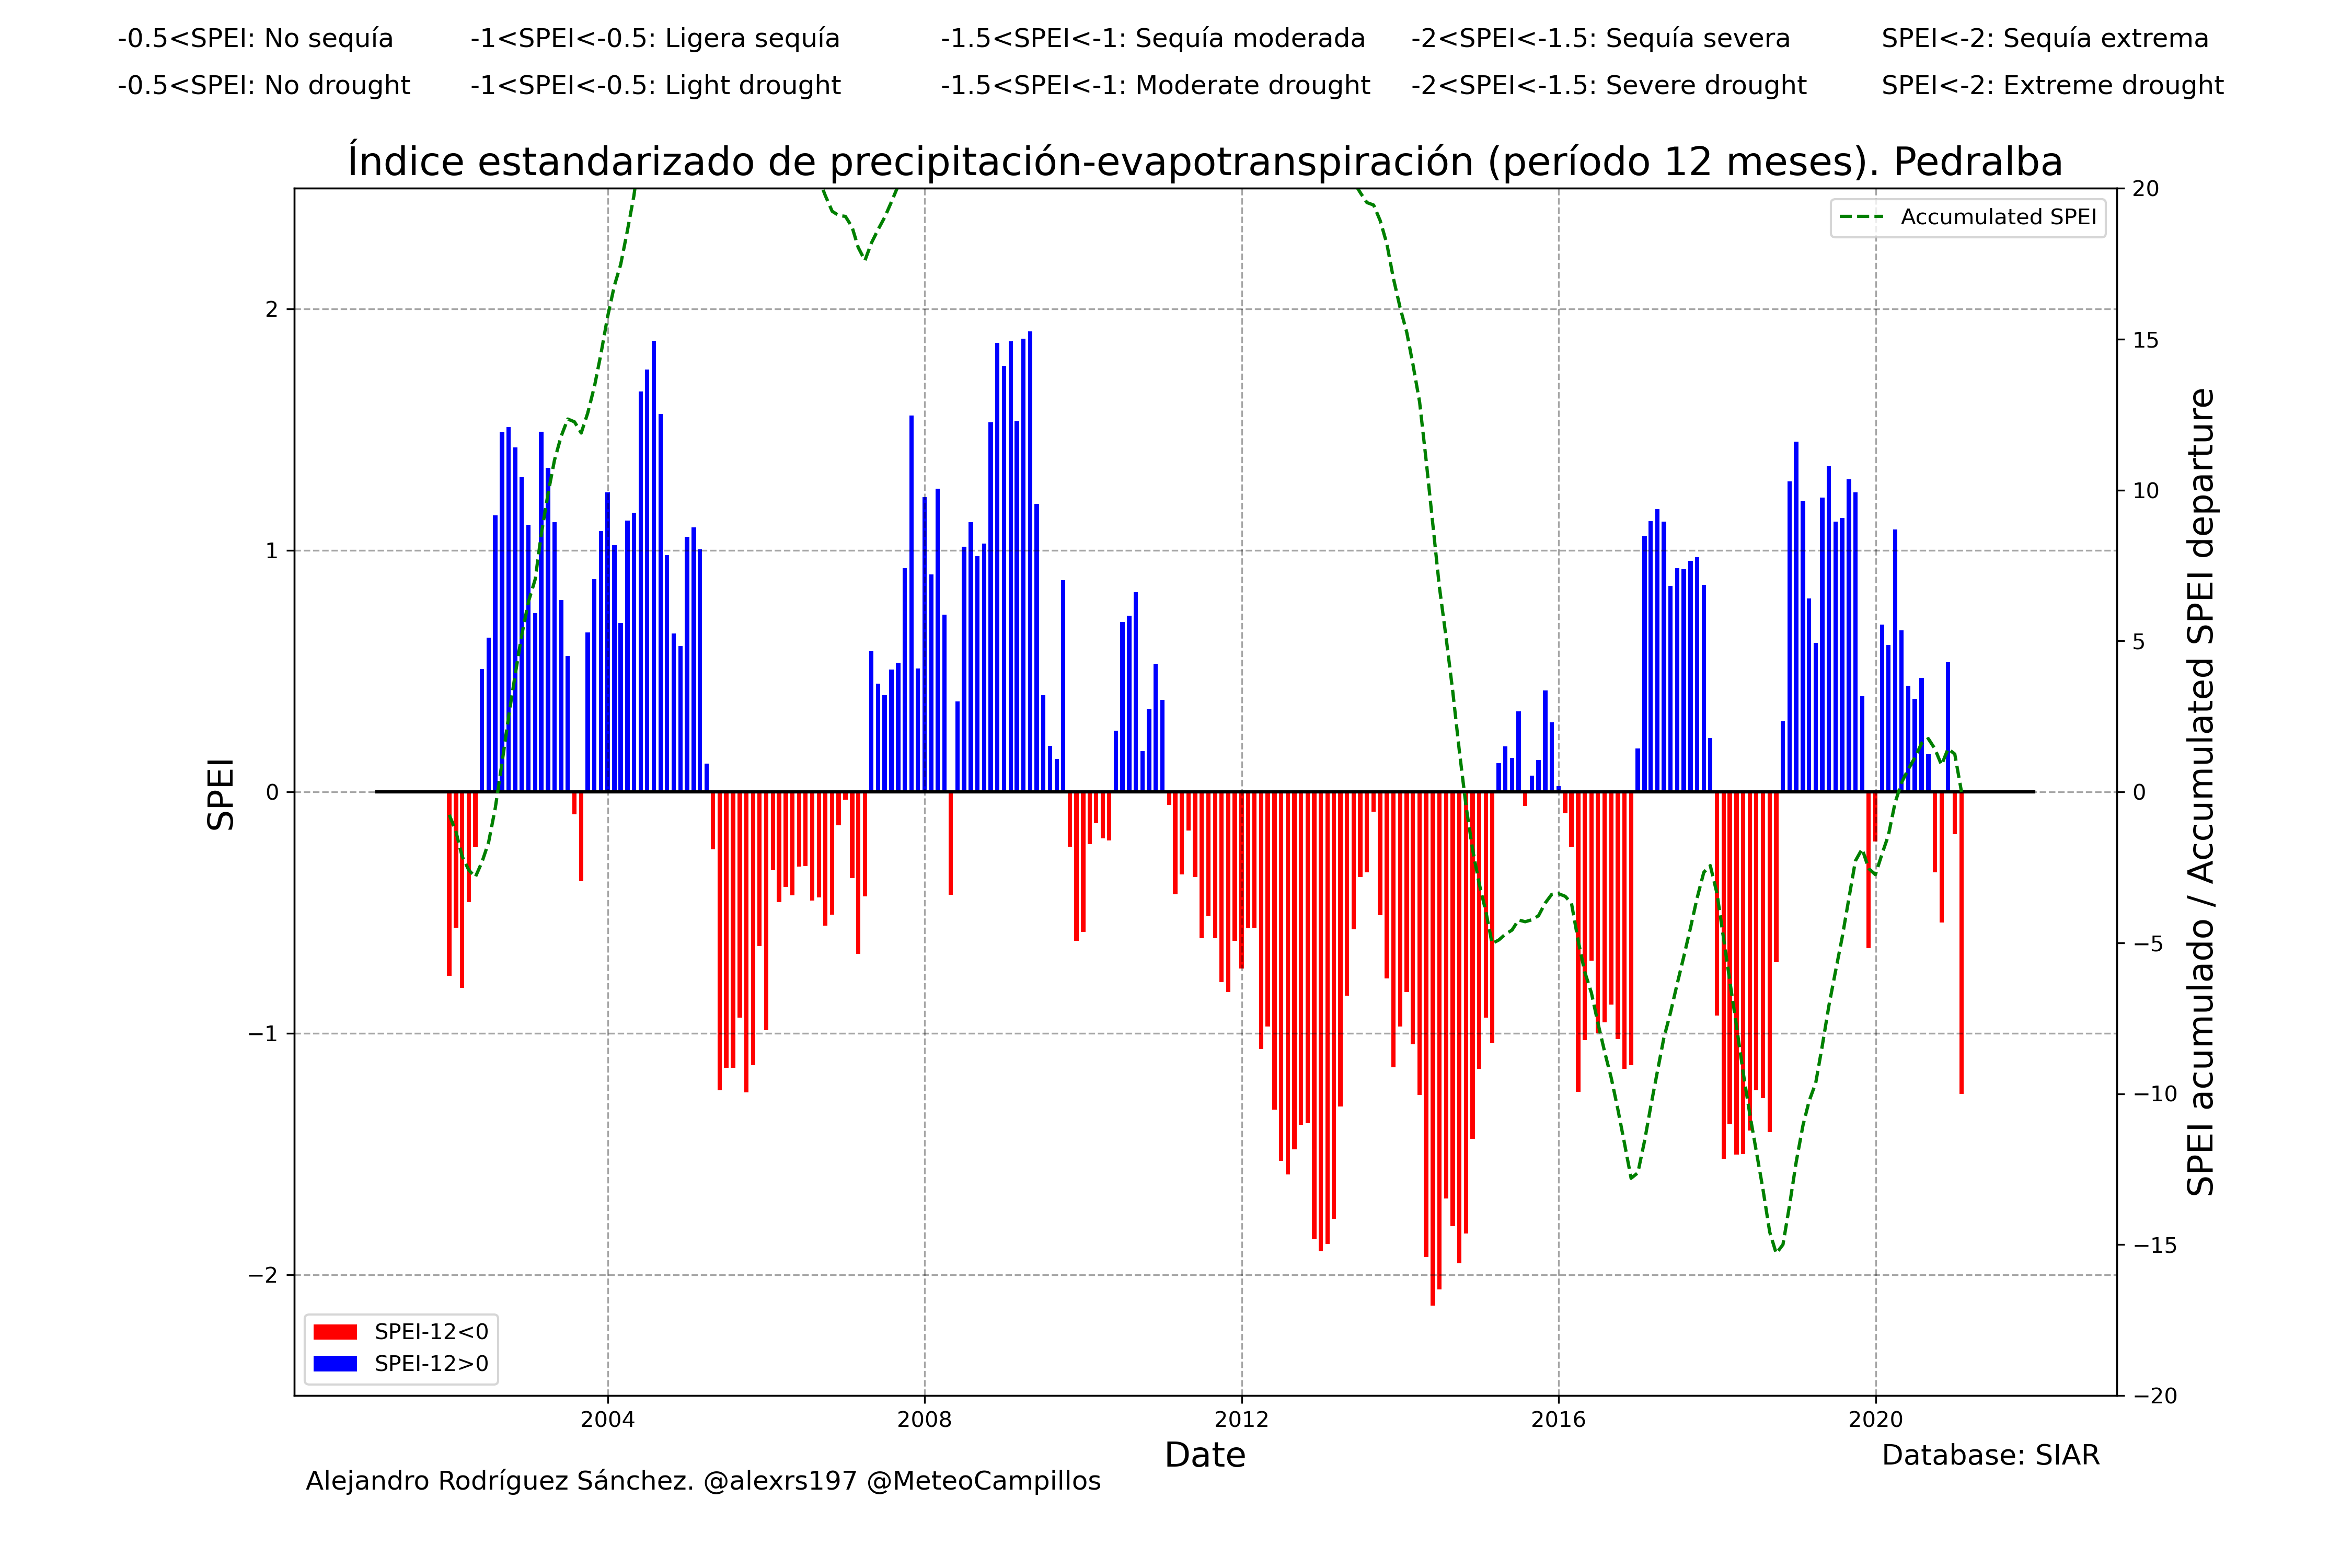 -0.5<SPEI: No sequía -1<SPEI<-0.5: Ligera sequía -1.5<SPEI<-1: Sequía moderada -2<SPEI<-1.5: Sequía severa SPEI<-2: Sequía extrema
-0.5<SPEI: No drought -1<SPEI<-0.5: Light drought -1.5<SPEI<-1: Moderate drought -2<SPEI<-1.5: Severe drought SPEI<-2: Extreme drought
Índice estandarizado de precipitación-evapotranspiración (período 12 meses). Pedralba
Accumulated SPEI
SPEI
2
1
0
−1
−2
20
15
10
5
0
−5
−10
−15
−20
SPEI acumulado / Accumulated SPEI departure
SPEI-12<0
SPEI-12>0
2004 2008 2012 2016 2020
Date
Database: SIAR
Alejandro Rodríguez Sánchez. @alexrs197 @MeteoCampillos